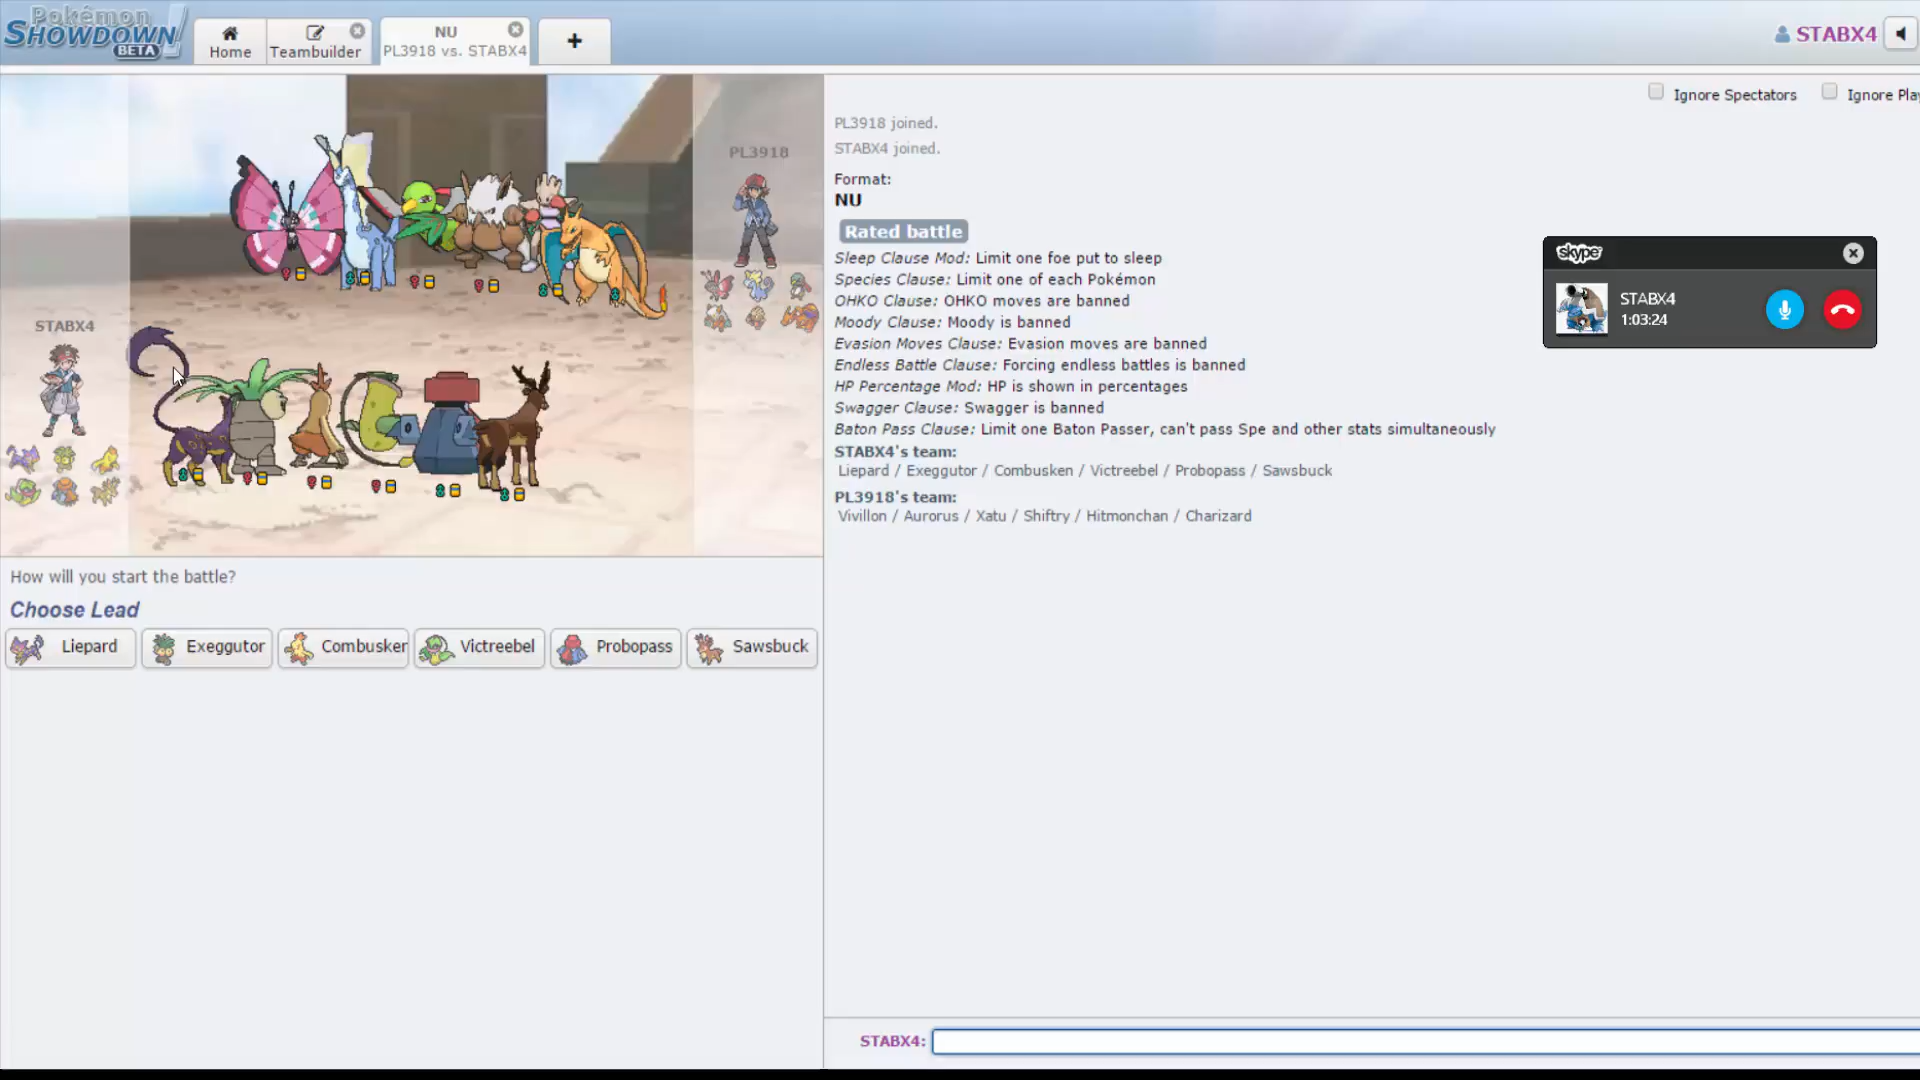 Pokémon
SHOWDOWN!
BETA
Home
Teambuilder
NU
PL3918 vs. STABX4
+
STABX4
PL3918
STABX4
Ignore Spectators
Ignore Pla
PL3918 joined.
STABX4 joined.
Format:
NU
Rated battle
Sleep Clause Mod: Limit one foe put to sleep
Species Clause: Limit one of each Pokémon
OHKO Clause: OHKO moves are banned
Moody Clause: Moody is banned
Evasion Moves Clause: Evasion moves are banned
Endless Battle Clause: Forcing endless battles is banned
HP Percentage Mod: HP is shown in percentages
Swagger Clause: Swagger is banned
Baton Pass Clause: Limit one Baton Passer, can't pass Spe and other stats simultaneously
STABX4's team:
Liepard / Exeggutor / Combusken / Victreebel / Probopass / Sawsbuck
PL3918's team:
Vivillon / Aurorus / Xatu / Shiftry / Hitmonchan / Charizard
skype
STABX4
1:03:24
How will you start the battle?
Choose Lead
Liepard
Exeggutor
Combusken
Victreebel
Probopass
Sawsbuck
STABX4: